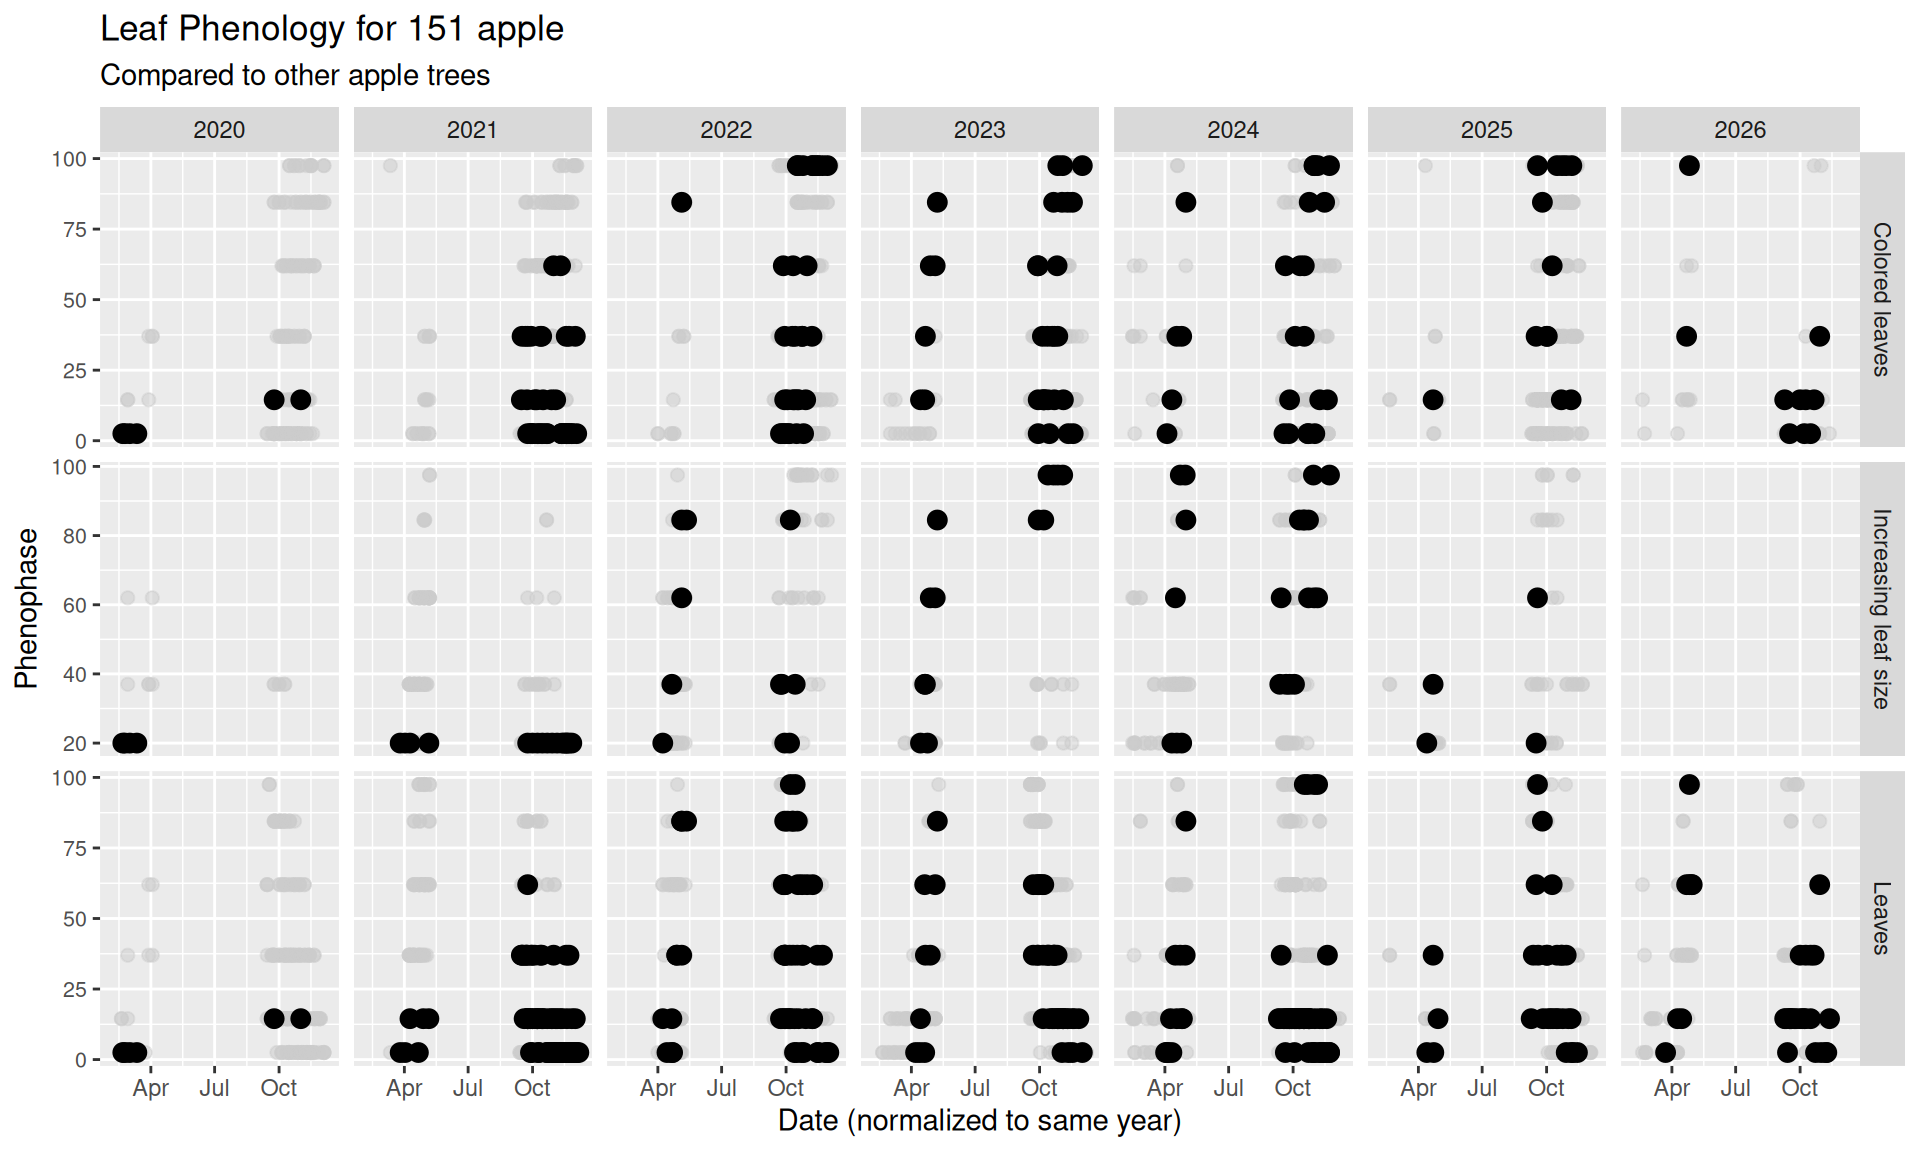 Leaf Phenology for 151 apple
Compared to other apple trees
2020 2021 2022 2023 2024 2025 2026
100
75
50
25
0
Colored leaves
100
80
60
40
20
Increasing leaf size
100
75
50
25
0
Leaves
Phenophase
Apr Jul Oct Apr Jul Oct Apr Jul Oct Apr Jul Oct Apr Jul Oct Apr Jul Oct Apr Jul Oct
Date (normalized to same year)